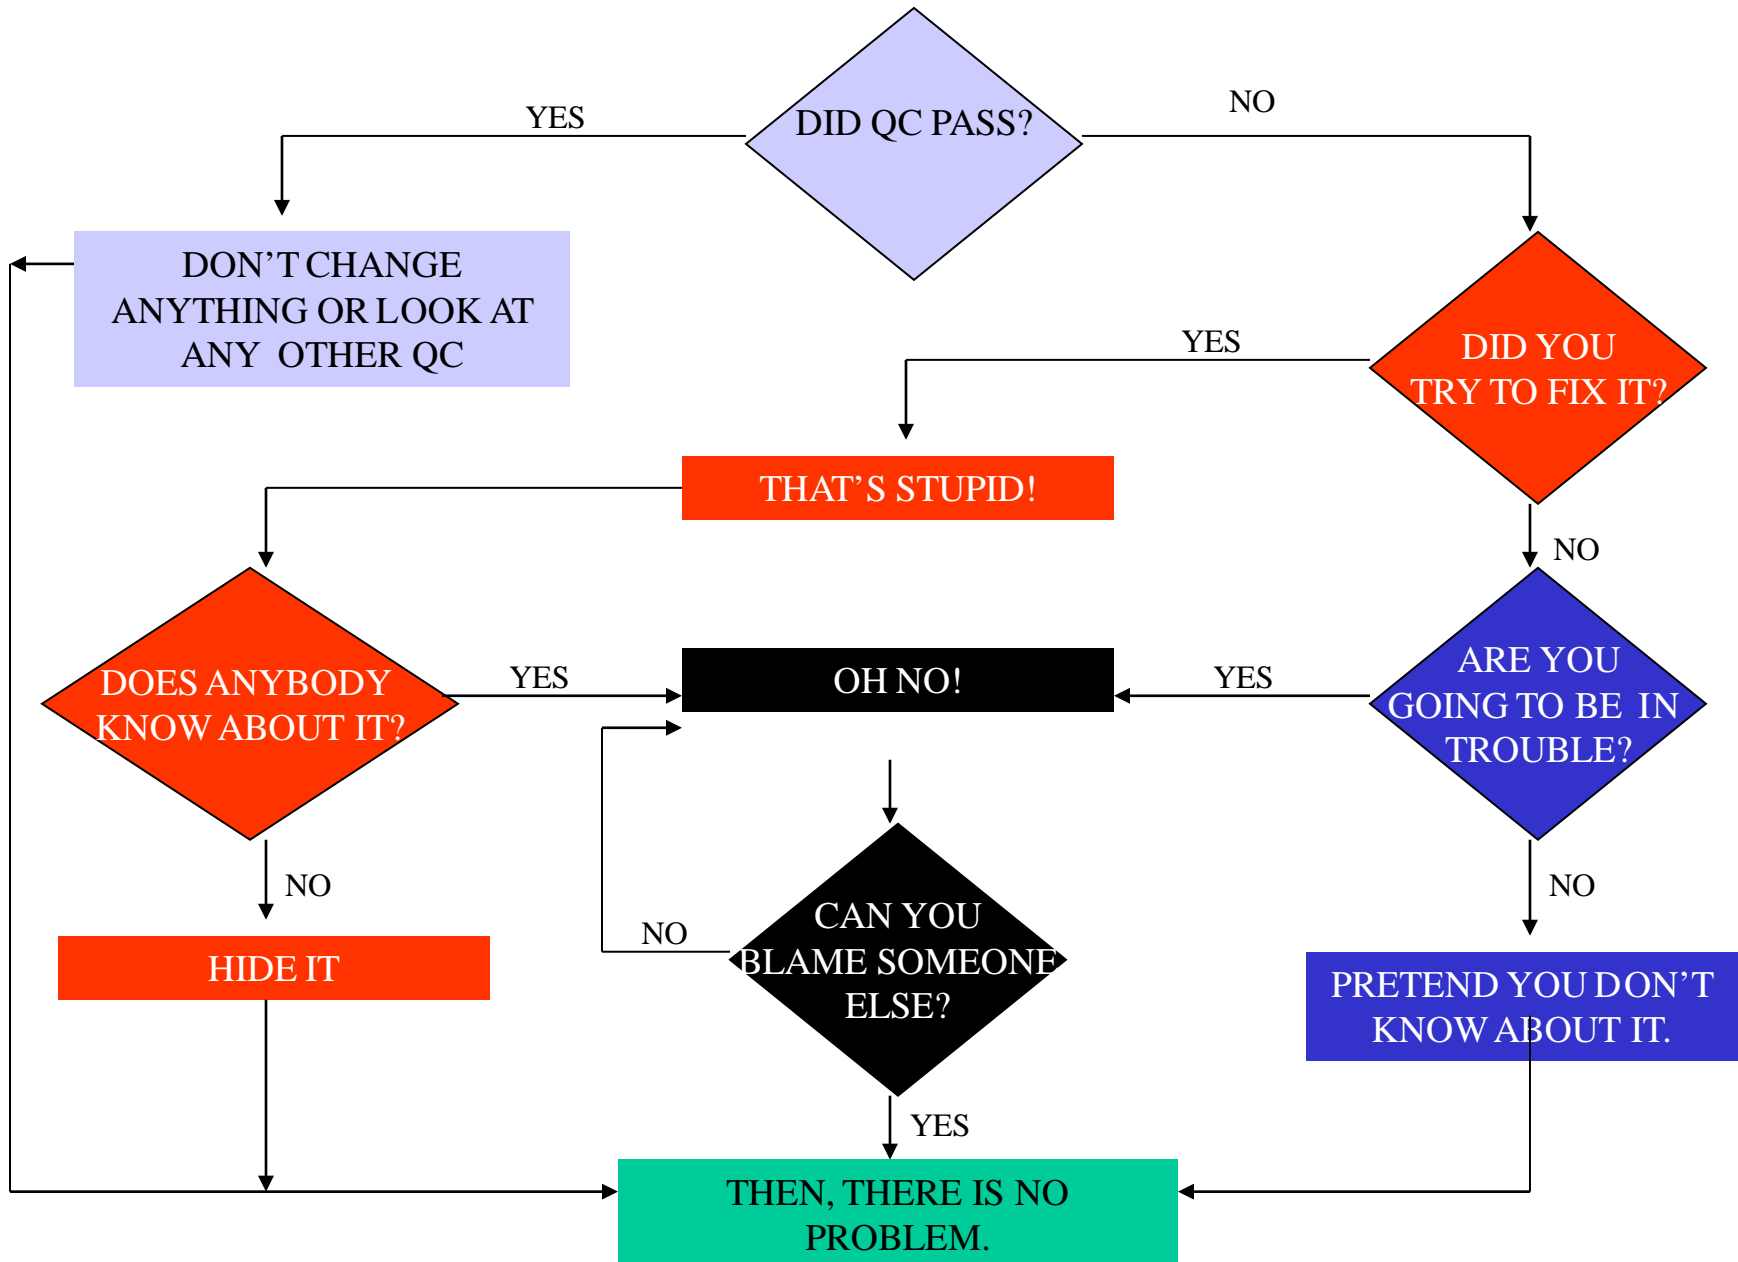 DID QC PASS?
YES
NO
DON’T CHANGE
ANYTHING OR LOOK AT
ANY OTHER QC
YES
DID YOU
TRY TO FIX IT?
THAT’S STUPID!
NO
DOES ANYBODY
KNOW ABOUT IT?
YES
OH NO!
YES
ARE YOU
GOING TO BE IN
TROUBLE?
NO
NO
NO
CAN YOU
BLAME SOMEONE
ELSE?
HIDE IT
PRETEND YOU DON’T
KNOW ABOUT IT.
YES
THEN, THERE IS NO
PROBLEM.